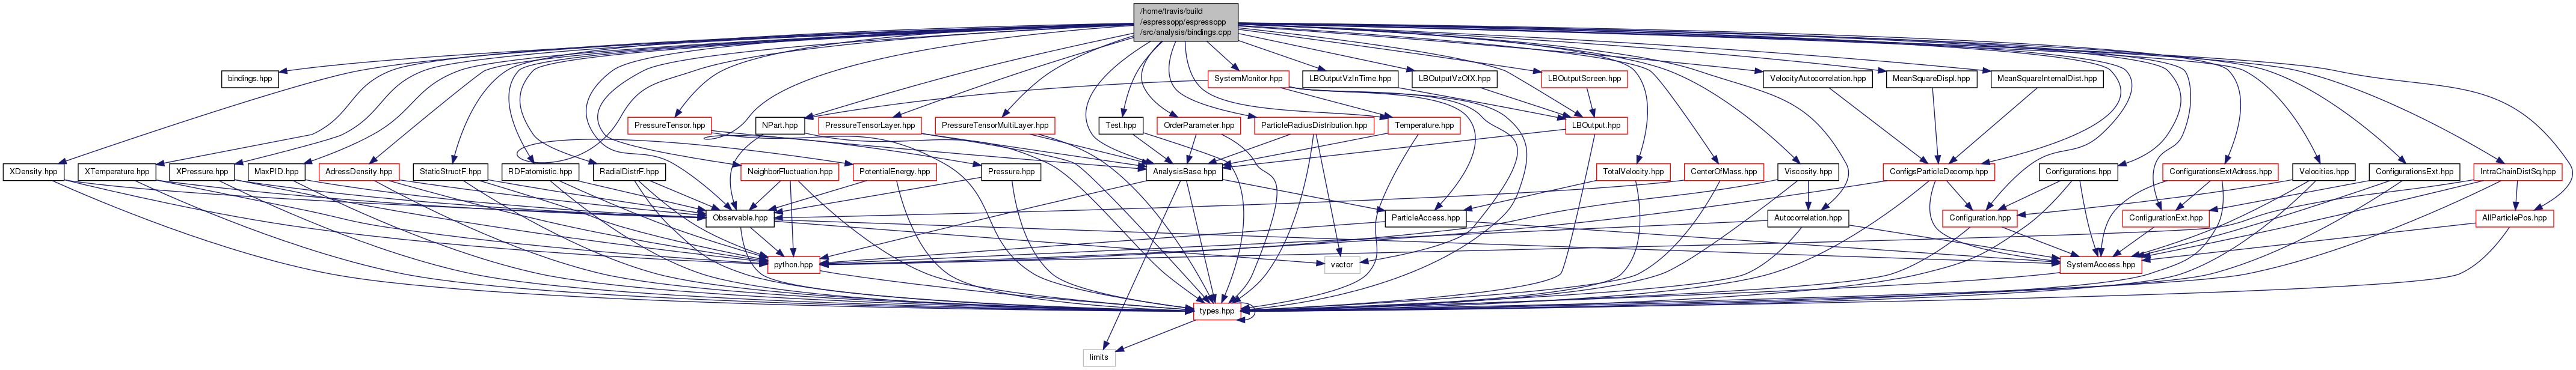 /home/travis/build
/espressopp/espressopp
/src/analysis/bindings.cpp
bindings.hpp
SystemMonitor.hpp
LBOutputVzInTime.hpp
LBOutputVzOfX.hpp
LBOutputScreen.hpp
VelocityAutocorrelation.hpp
MeanSquareDispl.hpp
MeanSquareInternalDist.hpp
PressureTensor.hpp
NPart.hpp
PressureTensorLayer.hpp
PressureTensorMultiLayer.hpp
Test.hpp
OrderParameter.hpp
ParticleRadiusDistribution.hpp
Temperature.hpp
LBOutput.hpp
XDensity.hpp
XTemperature.hpp
XPressure.hpp
MaxPID.hpp
AdressDensity.hpp
StaticStructF.hpp
RDFatomistic.hpp
RadialDistrF.hpp
NeighborFluctuation.hpp
PotentialEnergy.hpp
Pressure.hpp
AnalysisBase.hpp
TotalVelocity.hpp
CenterOfMass.hpp
Viscosity.hpp
ConfigsParticleDecomp.hpp
Configurations.hpp
ConfigurationsExtAdress.hpp
Velocities.hpp
ConfigurationsExt.hpp
IntraChainDistSq.hpp
Observable.hpp
ParticleAccess.hpp
Autocorrelation.hpp
Configuration.hpp
ConfigurationExt.hpp
AllParticlePos.hpp
python.hpp
vector
SystemAccess.hpp
types.hpp
limits